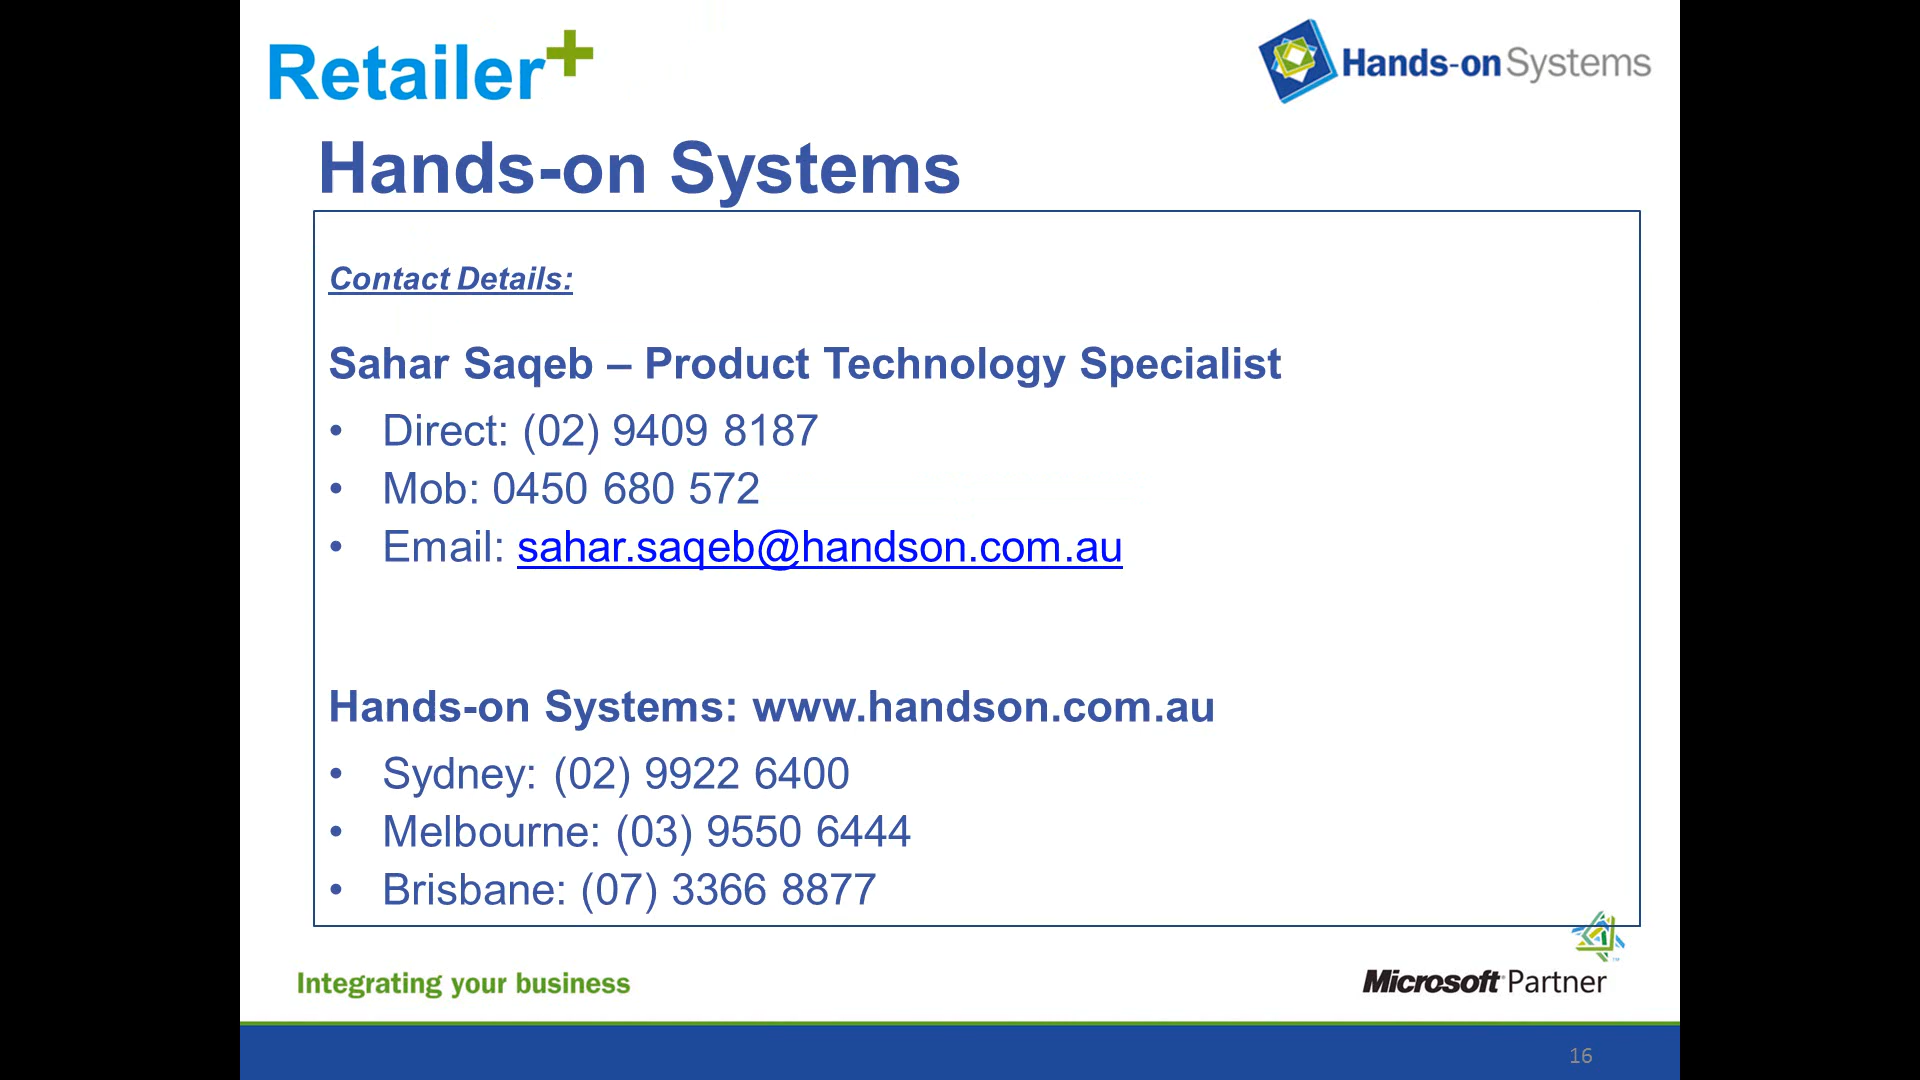 Retailer+
Hands-on Systems
Hands-on Systems
Contact Details:
Sahar Saqeb – Product Technology Specialist
• Direct: (02) 9409 8187
• Mob: 0450 680 572
• Email: sahar.saqeb@handson.com.au
Hands-on Systems: www.handson.com.au
• Sydney: (02) 9922 6400
• Melbourne: (03) 9550 6444
• Brisbane: (07) 3366 8877
Integrating your business
Microsoft Partner
16